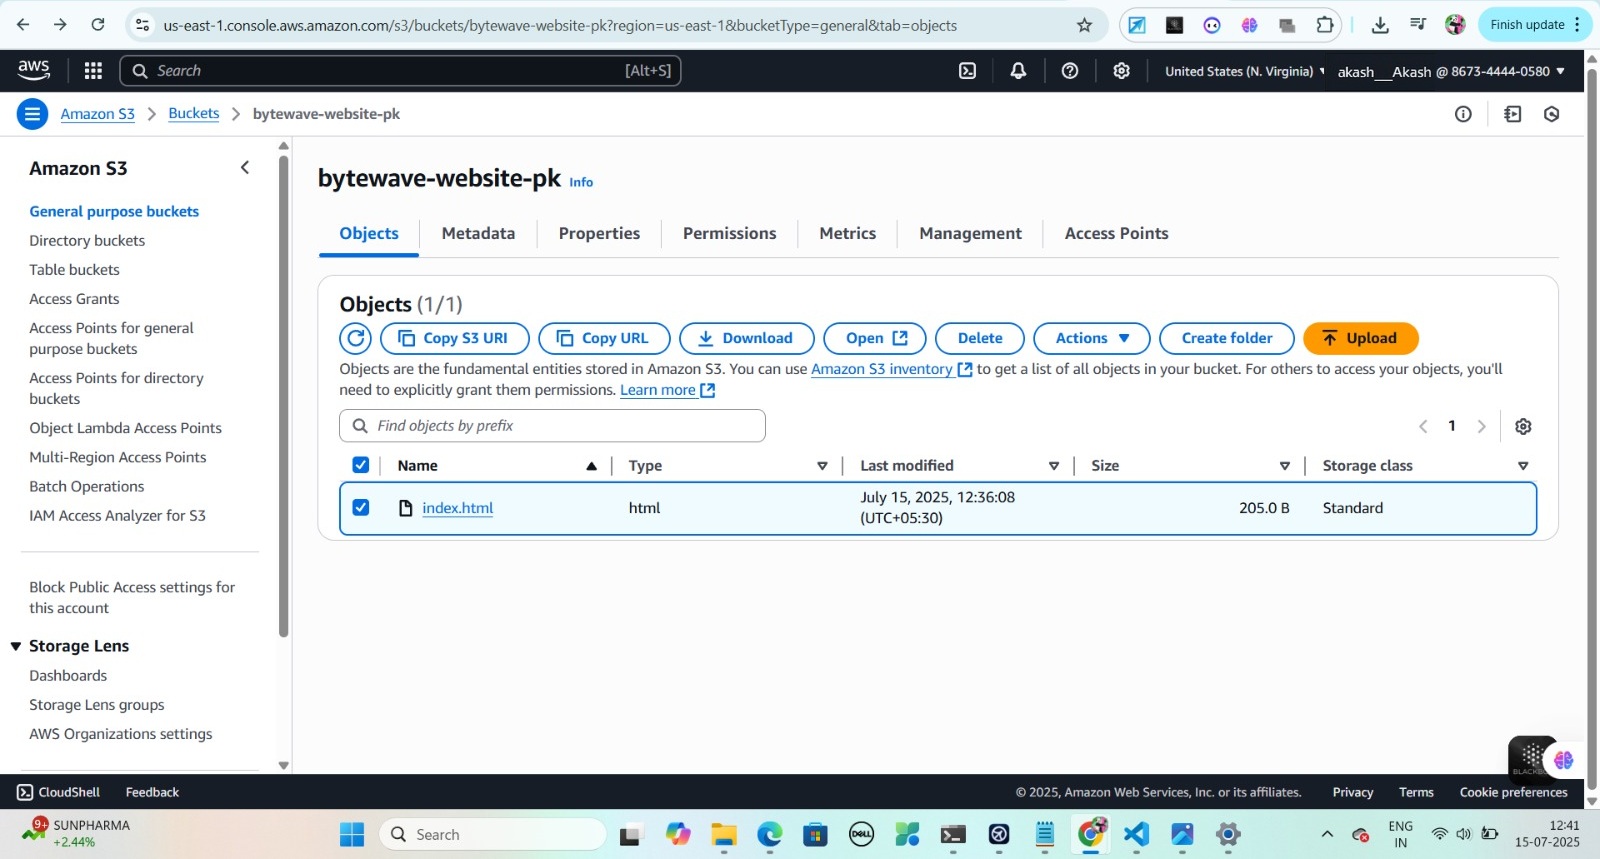 us-east-1.console.aws.amazon.com/s3/buckets/bytewave-website-pk?region=us-east-1&bucketType=general&tab=objects
Finish update
aws
Search
[Alt+S]
United States (N. Virginia)
akash__Akash @ 8673-4444-0580
Amazon S3
Buckets
bytewave-website-pk
Amazon S3
General purpose buckets
Directory buckets
Table buckets
Access Grants
Access Points for general
purpose buckets
Access Points for directory
buckets
Object Lambda Access Points
Multi-Region Access Points
Batch Operations
IAM Access Analyzer for S3
Block Public Access settings for
this account
Storage Lens
Dashboards
Storage Lens groups
AWS Organizations settings
bytewave-website-pk Info
Objects
Metadata
Properties
Permissions
Metrics
Management
Access Points
Objects (1/1)
Copy S3 URI
Copy URL
Download
Open
Delete
Actions
Create folder
Upload
Objects are the fundamental entities stored in Amazon S3. You can use Amazon S3 inventory to get a list of all objects in your bucket. For others to access your objects, you'll
need to explicitly grant them permissions. Learn more
Find objects by prefix
1
Name
Type
Last modified
Size
Storage class
index.html
html
July 15, 2025, 12:36:08
(UTC+05:30)
205.0 B
Standard
CloudShell
Feedback
© 2025, Amazon Web Services, Inc. or its affiliates.
Privacy
Terms
Cookie preferences
9+
SUNPHARMA
+2.44%
Search
DELL
ENG
IN
12:41
15-07-2025